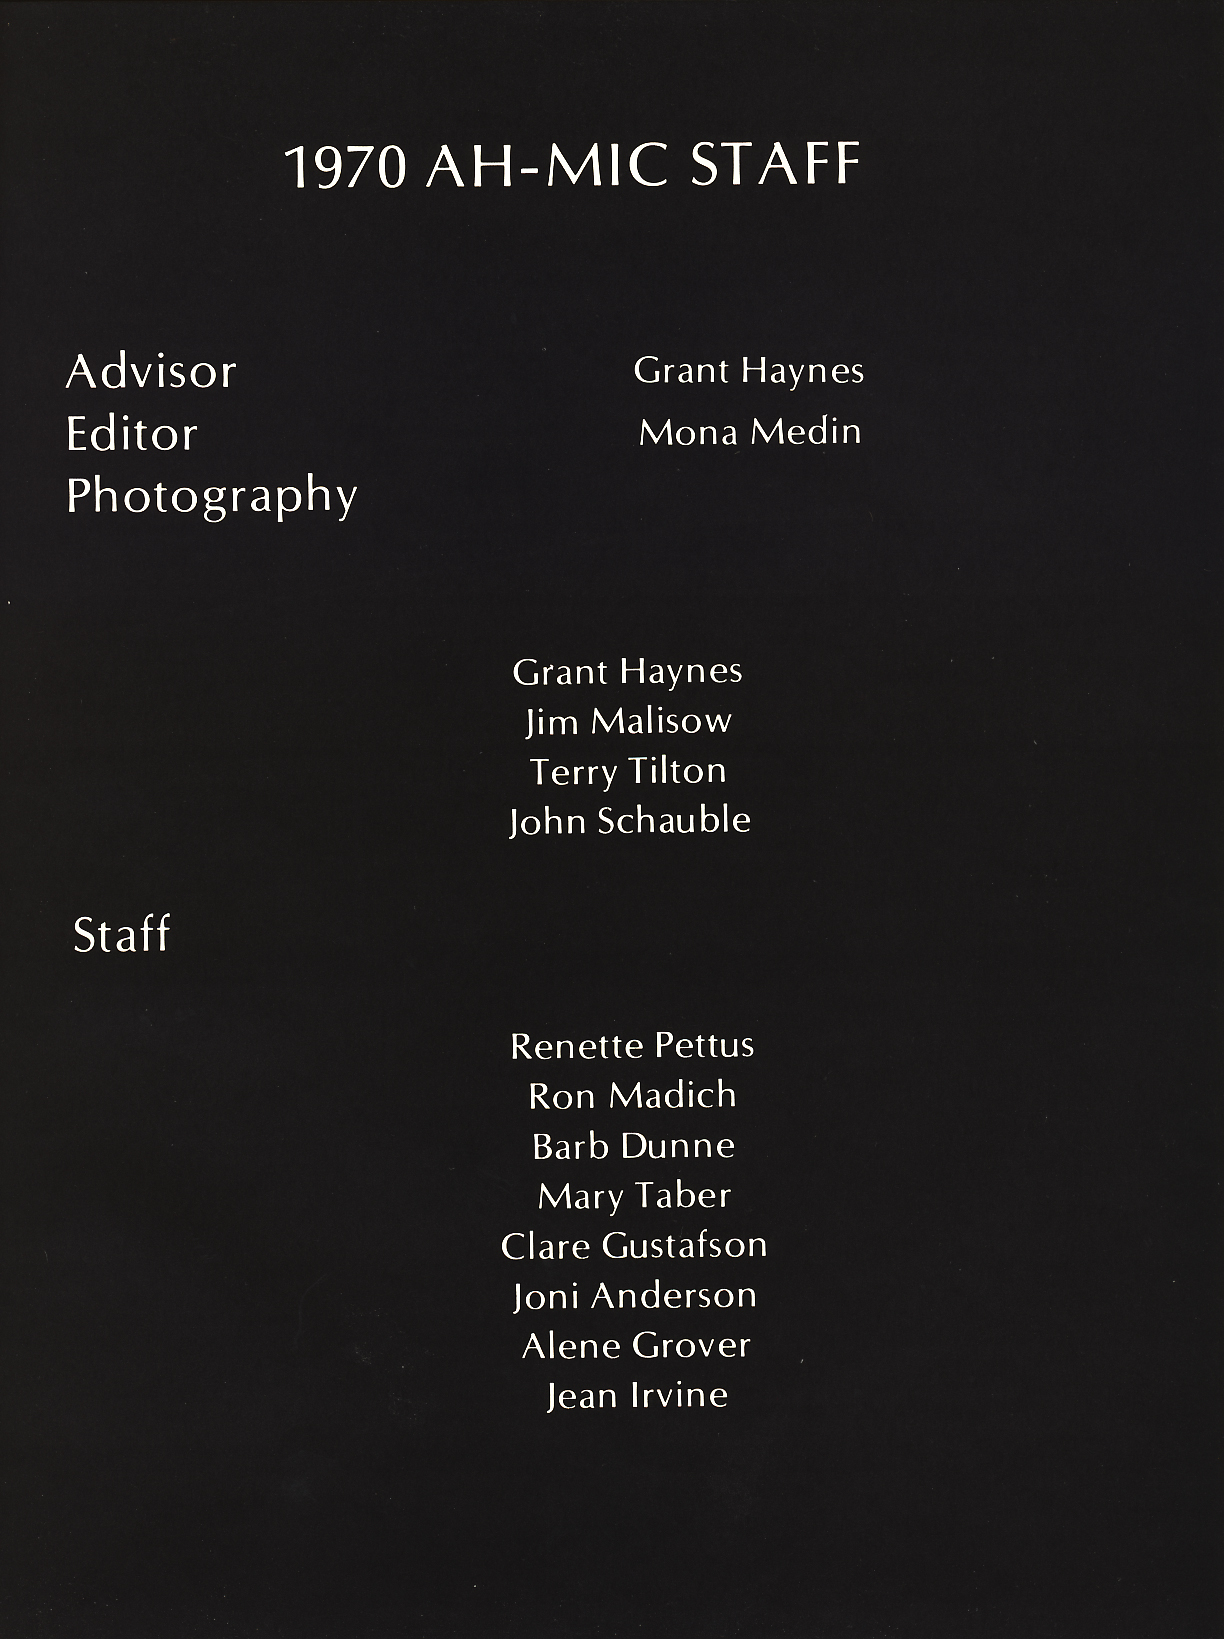 1970 AH-MIC STAFF
Advisor Grant Haynes
Editor Mona Medin
Photography
Grant Haynes
Jim Malisow
Terry Tilton
John Schauble
Staff
Renette Pettus
Ron Madich
Barb Dunne
Mary Taber
Clare Gustafson
Joni Anderson
Alene Grover
Jean Irvine